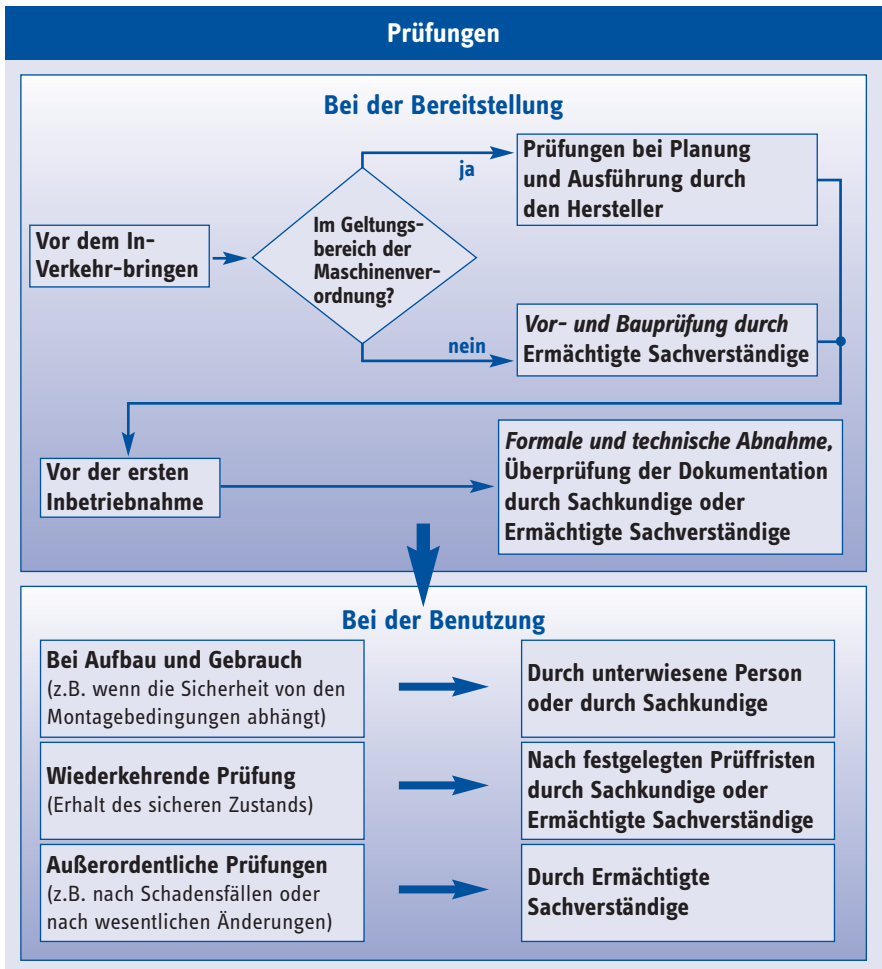 Prüfungen
Bei der Bereitstellung
Vor dem In-
Verkehr-bringen
Im Geltungs-
bereich der
Maschinenver-
ordnung?
ja
Prüfungen bei Planung
und Ausführung durch
den Hersteller
nein
Vor- und Bauprüfung durch
Ermächtigte Sachverständige
Vor der ersten
Inbetriebnahme
Formale und technische Abnahme,
Überprüfung der Dokumentation
durch Sachkundige oder
Ermächtigte Sachverständige
Bei der Benutzung
Bei Aufbau und Gebrauch
(z.B. wenn die Sicherheit von den
Montagebedingungen abhängt)
Durch unterwiesene Person
oder durch Sachkundige
Wiederkehrende Prüfung
(Erhalt des sicheren Zustands)
Nach festgelegten Prüffristen
durch Sachkundige oder
Ermächtigte Sachverständige
Außerordentliche Prüfungen
(z.B. nach Schadensfällen oder
nach wesentlichen Änderungen)
Durch Ermächtigte
Sachverständige